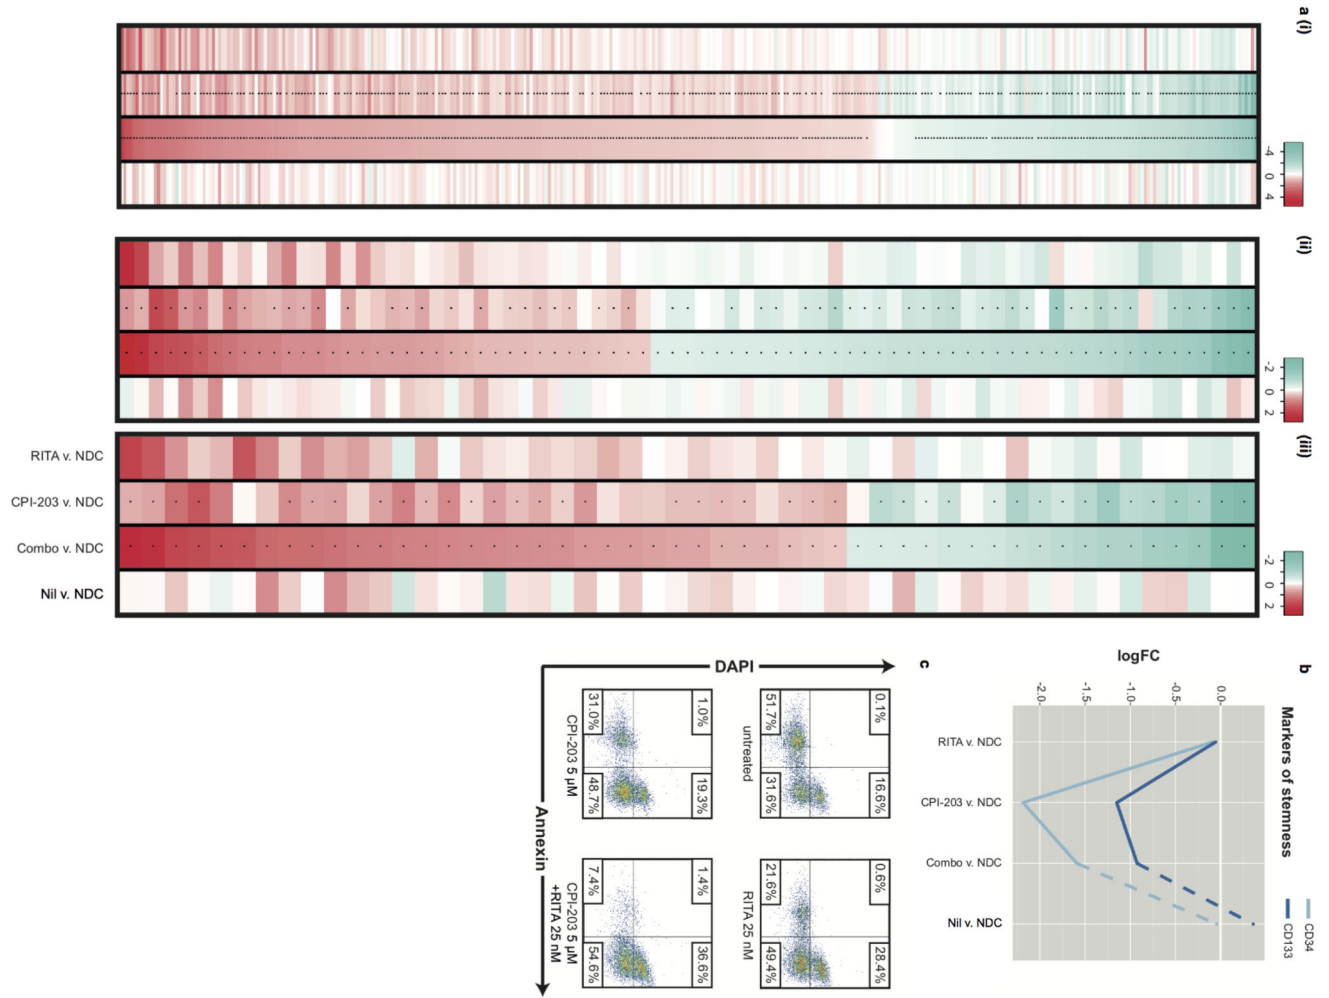 a (i)
-4
0
4
(ii)
-2
0
2
(iii)
RITA v. NDC
CPI-203 v. NDC
Combo v. NDC
Nil v. NDC
-2
0
2
b
Markers of stemness
CD34
CD133
logFC
-2.0
-1.5
-1.0
-0.5
0.0
RITA v. NDC
CPI-203 v. NDC
Combo v. NDC
Nil v. NDC
c
DAPI
Annexin
0.1%
16.6%
51.7%
31.6%
untreated
0.6%
28.4%
21.6%
49.4%
RITA 25 nM
1.0%
19.3%
31.0%
48.7%
CPI-203 5 μM
1.4%
36.6%
7.4%
54.6%
CPI-203 5 μM
+RITA 25 nM